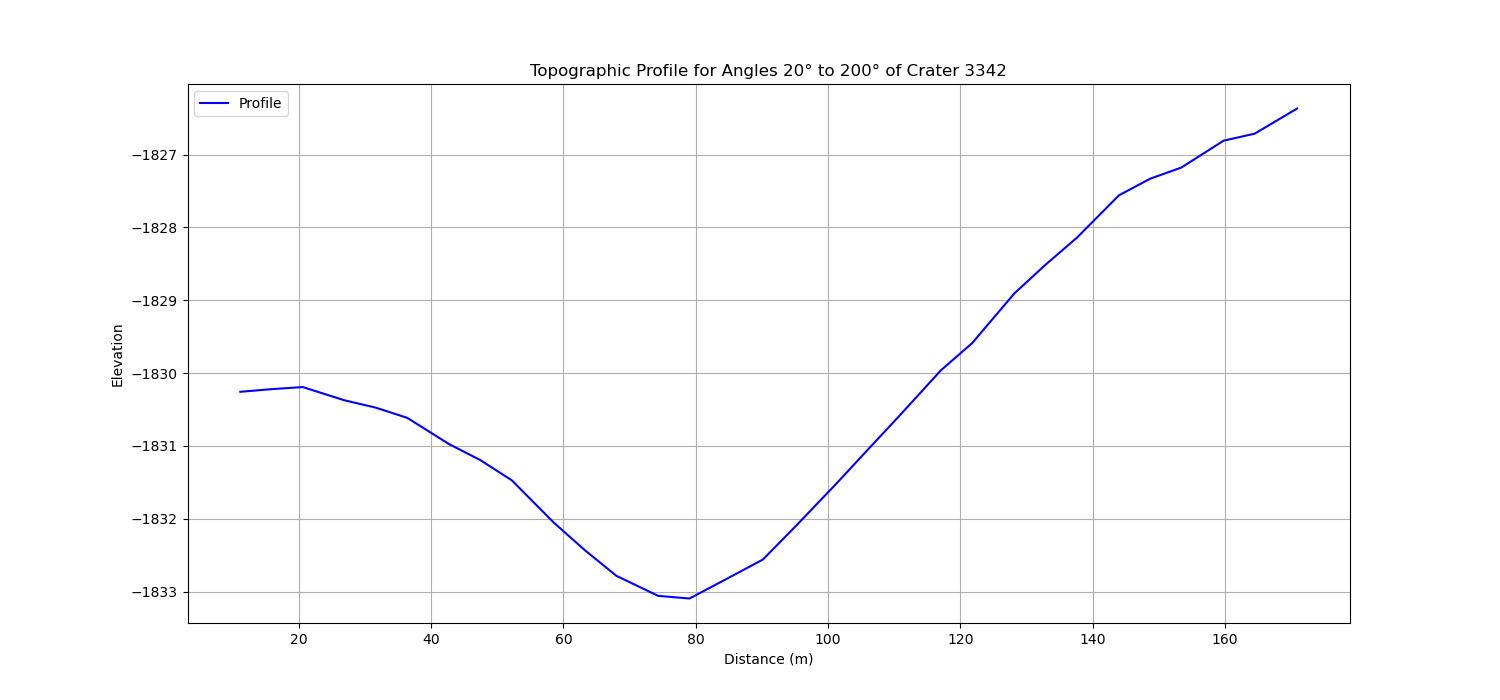 Topographic Profile for Angles 20° to 200° of Crater 3342
Profile
−1827
−1828
−1829
−1830
−1831
−1832
−1833
Elevation
20 40 60 80 100 120 140 160
Distance (m)